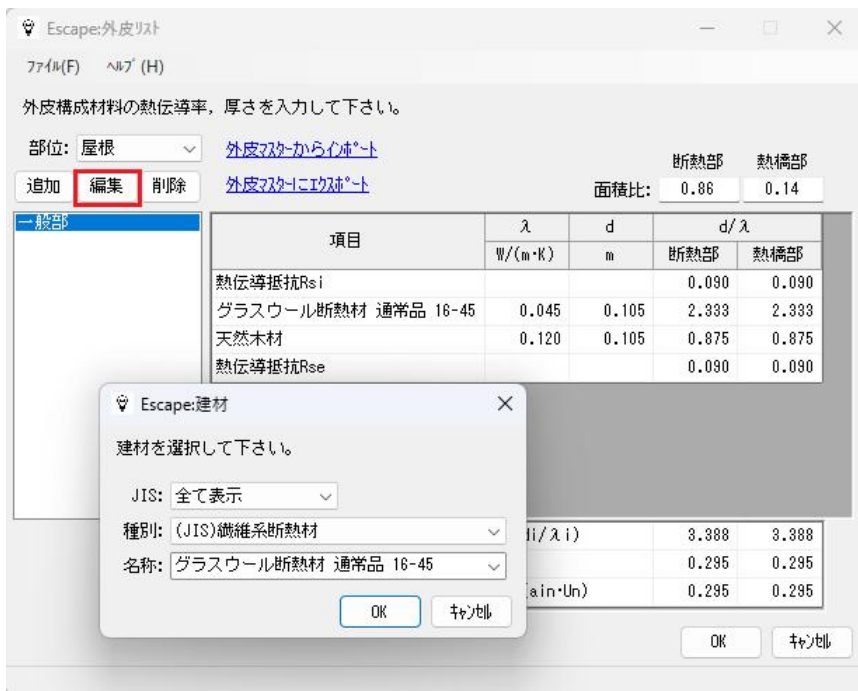 Escape:外皮ﾘｽﾄ
ﾌｧｲﾙ(F) ﾍﾙﾌﾟ(H)
外皮構成材料の熱伝導率，厚さを入力して下さい。
部位: 屋根 外皮ﾏｽﾀｰからｲﾝﾎﾟｰﾄ
断熱部 熱橋部
追加 編集 削除 外皮ﾏｽﾀｰにｴｸｽﾎﾟｰﾄ 面積比: 0.86 0.14
一般部
項目 λ d d/λ
W/(m･K) m 断熱部 熱橋部
熱伝導抵抗Rsi 0.090 0.090
グラスウール断熱材 通常品 16-45 0.045 0.105 2.333 2.333
天然木材 0.120 0.105 0.875 0.875
熱伝導抵抗Rse 0.090 0.090
Escape:建材
建材を選択して下さい。
JIS: 全て表示
種別: (JIS)繊維系断熱材
名称: グラスウール断熱材 通常品 16-45
OK ｷｬﾝｾﾙ
di/λi) 3.388 3.388
0.295 0.295
ain･Un) 0.295 0.295
OK ｷｬﾝｾﾙ